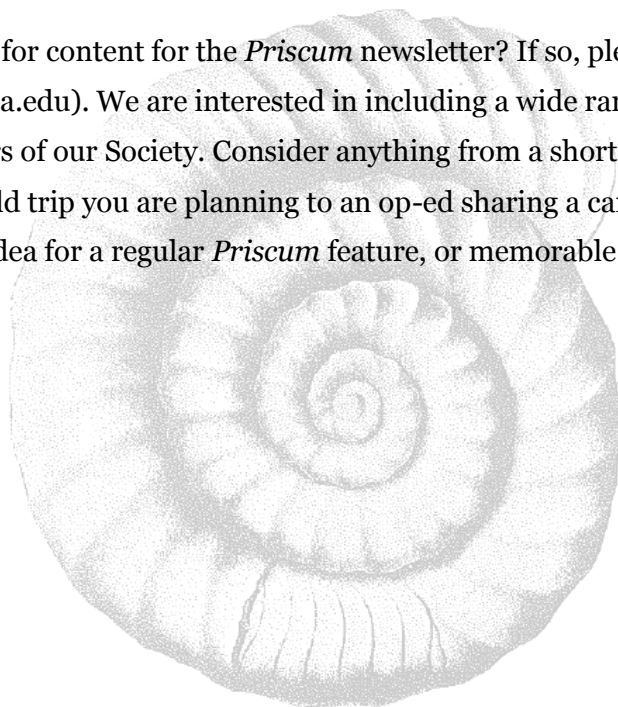 for content for the Priscum newsletter? If so, ple
a.edu). We are interested in including a wide ran
rs of our Society. Consider anything from a short
ld trip you are planning to an op-ed sharing a car
dea for a regular Priscum feature, or memorable